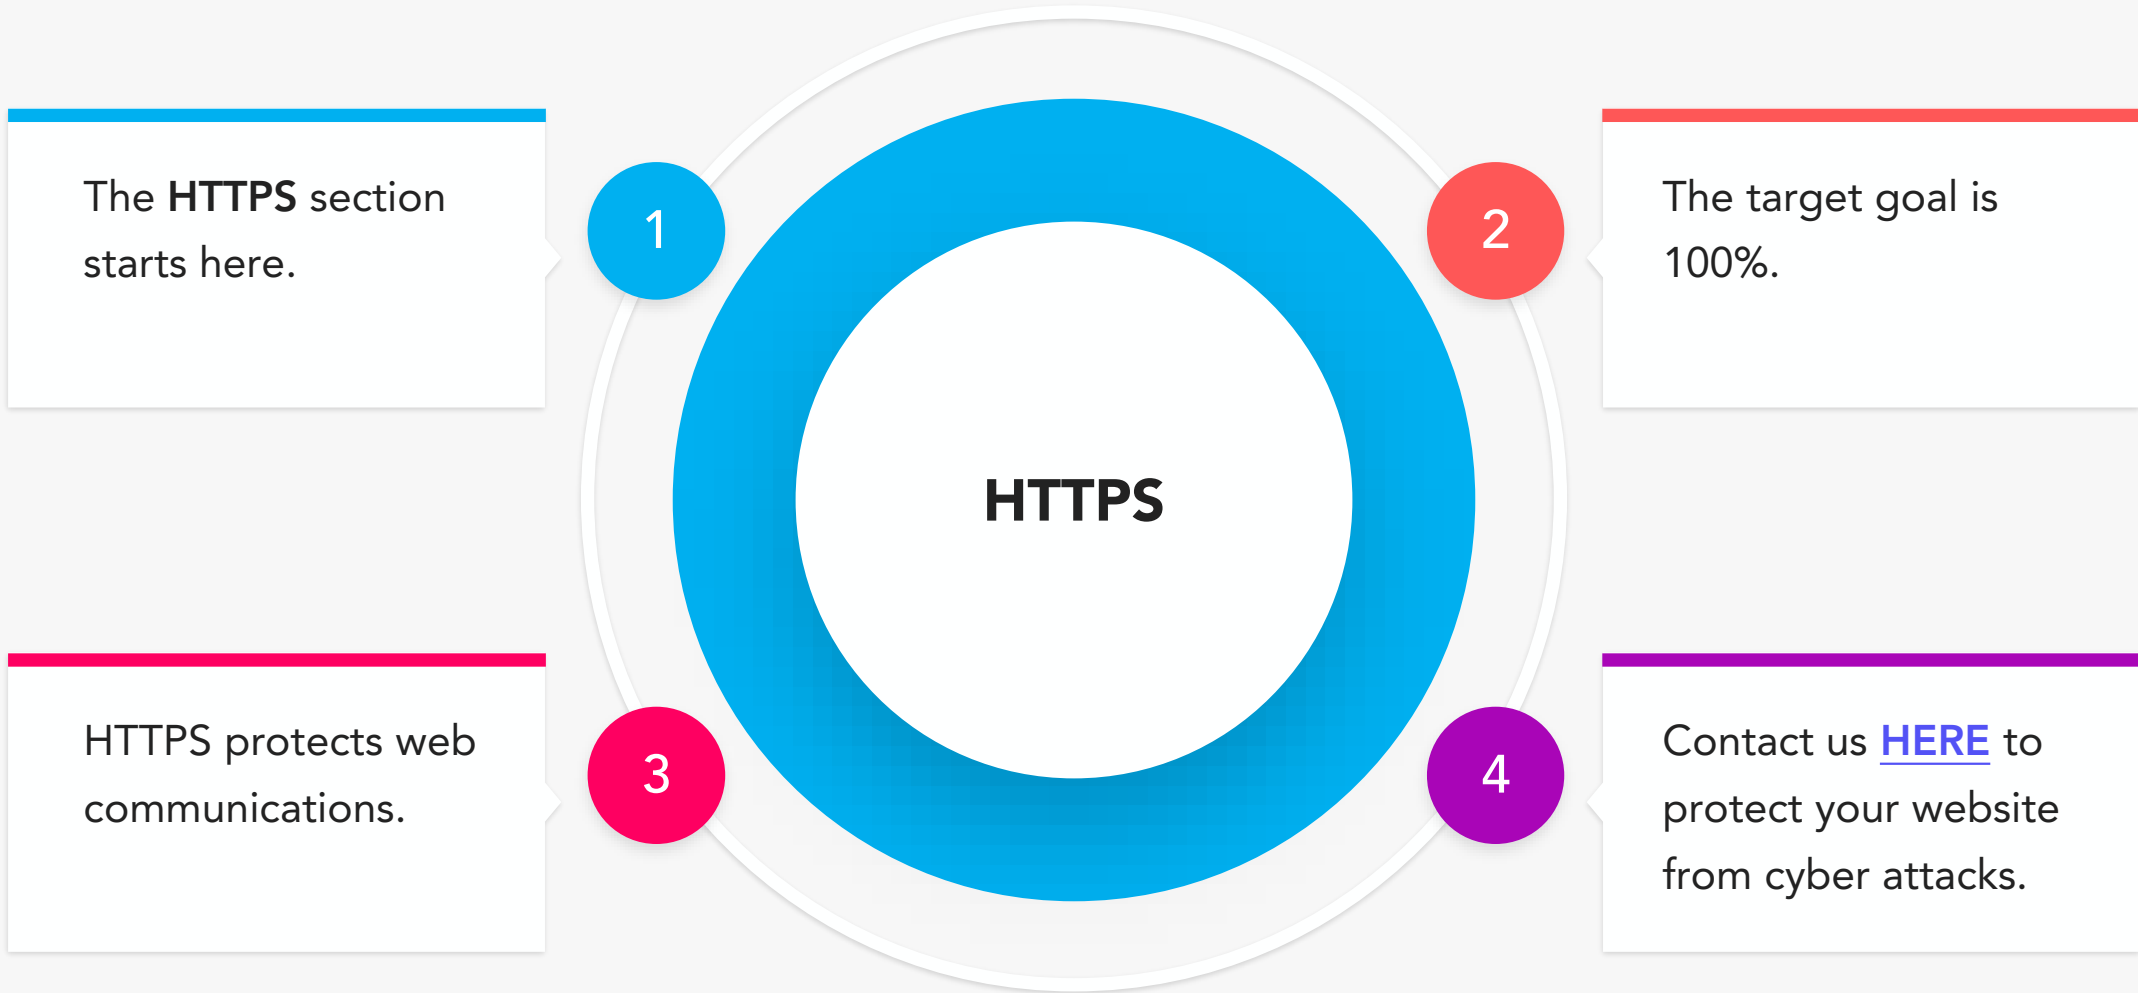 The HTTPS section
starts here.
1
2
The target goal is
100%.
HTTPS
HTTPS protects web
communications.
3
4
Contact us HERE to
protect your website
from cyber attacks.